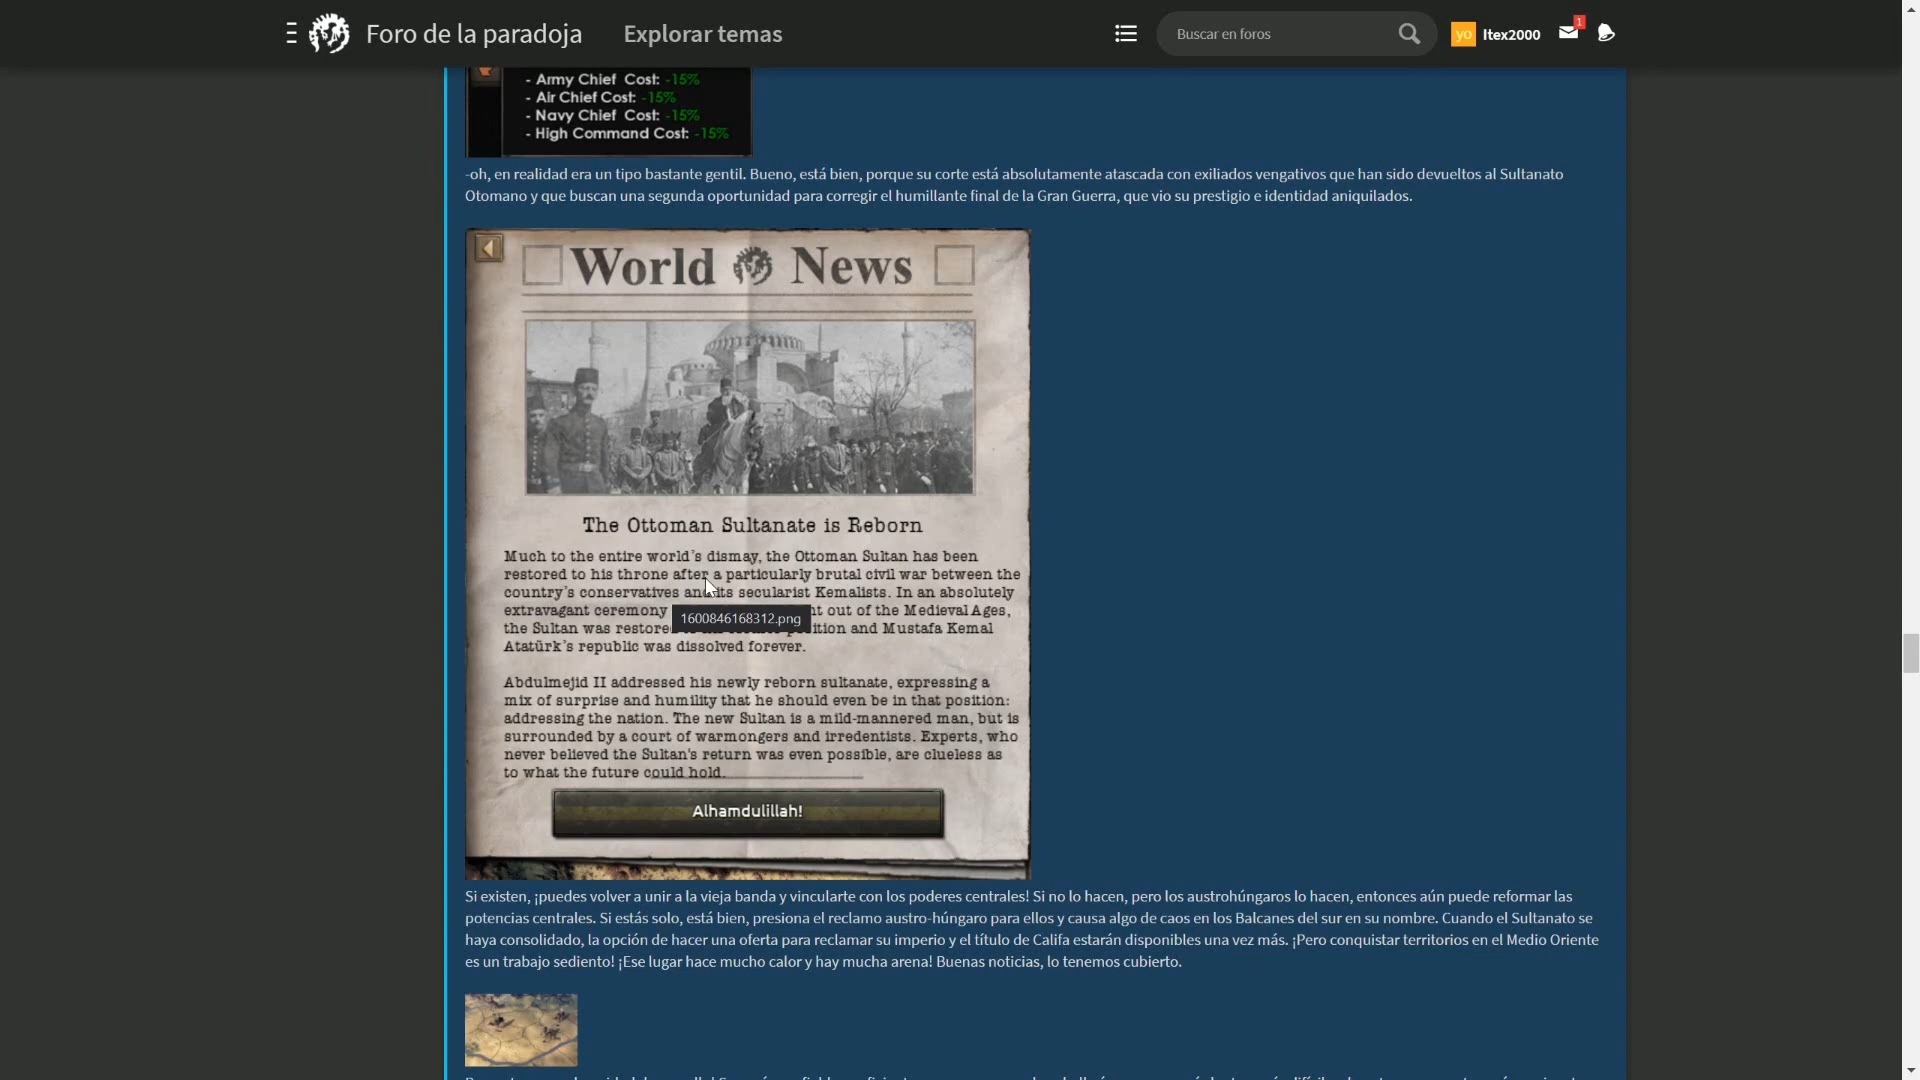 Foro de la paradoja
Explorar temas
Buscar en foros
yo
Itex2000
1
- Army Chief Cost: -15%
- Air Chief Cost: -15%
- Navy Chief Cost: -15%
- High Command Cost: -15%
-oh, en realidad era un tipo bastante gentil. Bueno, está bien, porque su corte está absolutamente atascada con exiliados vengativos que han sido devueltos al Sultanato
Otomano y que buscan una segunda oportunidad para corregir el humillante final de la Gran Guerra, que vio su prestigio e identidad aniquilados.
World News
The Ottoman Sultanate is Reborn
Much to the entire world's dismay, the Ottoman Sultan has been
restored to his throne after a particularly brutal civil war between the
country's conservatives and its secularist Kemalists. In an absolutely
extravagant ceremony out of the Medieval Ages,
1600846168312.png
the Sultan was restored and Mustafa Kemal
Atatürk's republic was dissolved forever.
Abdulmejid II addressed his newly reborn sultanate, expressing a
mix of surprise and humility that he should even be in that position:
addressing the nation. The new Sultan is a mild-mannered man, but is
surrounded by a court of warmongers and irredentists. Experts, who
never believed the Sultan's return was even possible, are clueless as
to what the future could hold.
Alhamdulillah!
Si existen, ¡puedes volver a unir a la vieja banda y vincularte con los poderes centrales! Si no lo hacen, pero los austrohúngaros lo hacen, entonces aún puede reformar las
potencias centrales. Si estás solo, está bien, presiona el reclamo austro-húngaro para ellos y causa algo de caos en los Balcanes del sur en su nombre. Cuando el Sultanato se
haya consolidado, la opción de hacer una oferta para reclamar su imperio y el título de Califa estarán disponibles una vez más. ¡Pero conquistar territorios en el Medio Oriente
es un trabajo sediento! ¡Ese lugar hace mucho calor y hay mucha arena! Buenas noticias, lo tenemos cubierto.